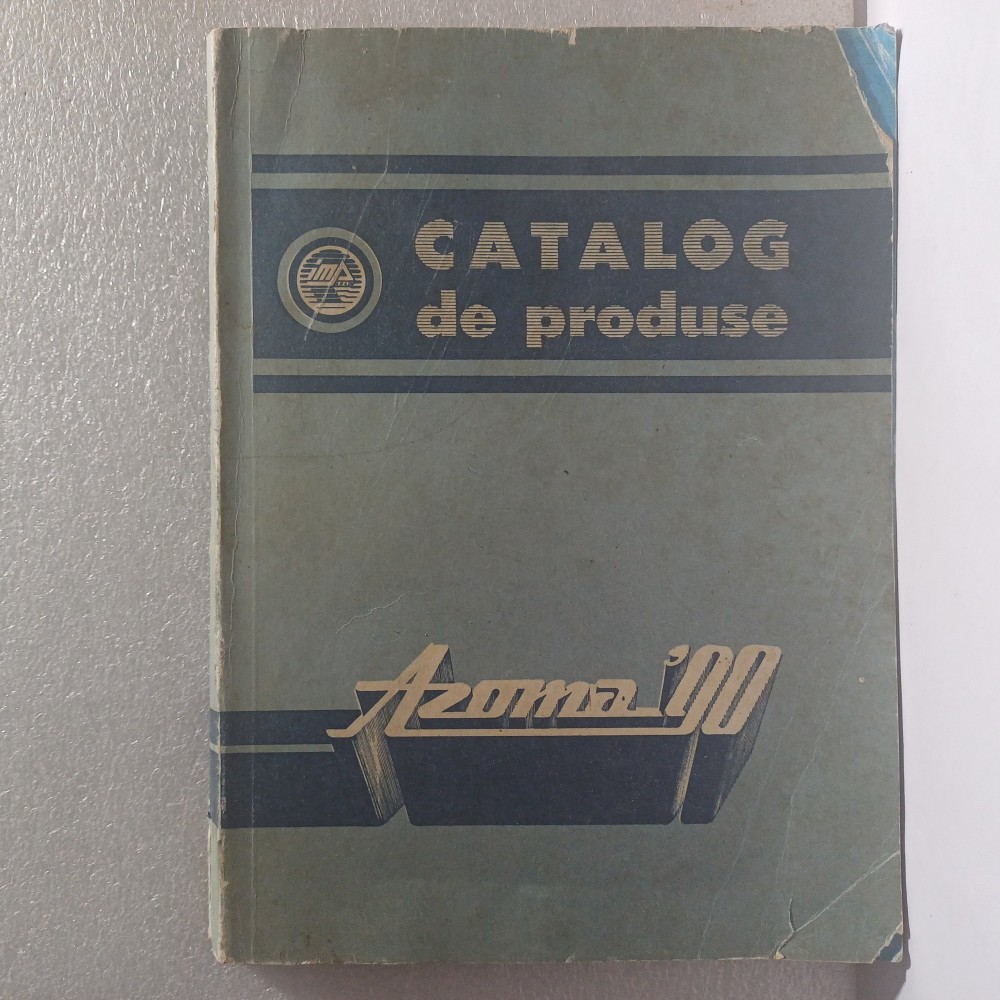 CATALOG
de produse
Azoma '90